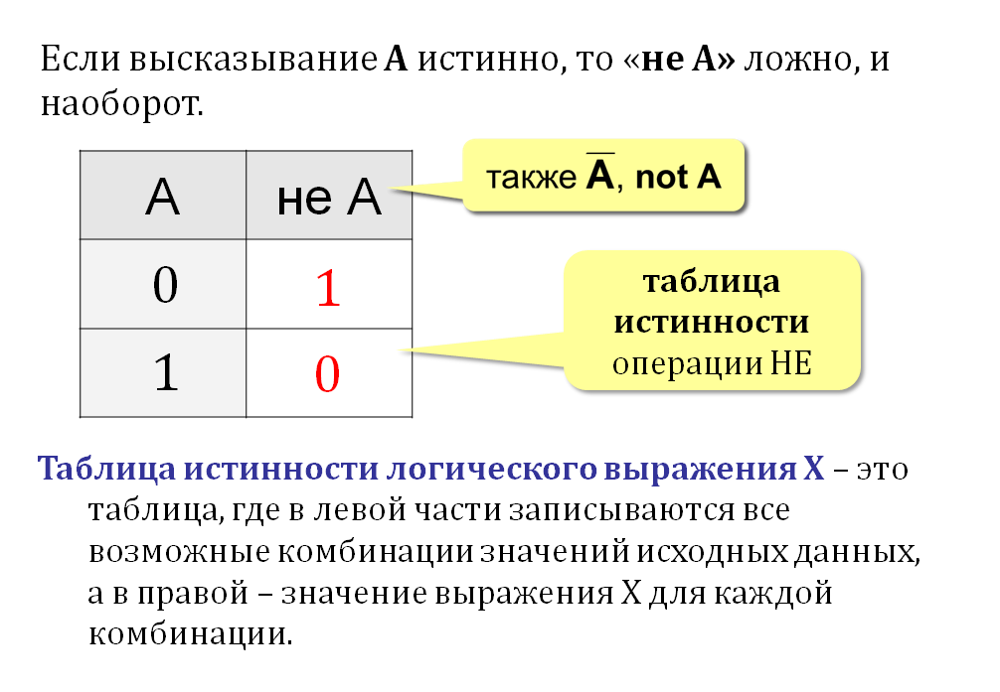 Если высказывание A истинно, то «не А» ложно, и
наоборот.
А не А
также A̅, not A
0 1
1 0
таблица
истинности
операции НЕ
Таблица истинности логического выражения Х – это
таблица, где в левой части записываются все
возможные комбинации значений исходных данных,
а в правой – значение выражения Х для каждой
комбинации.